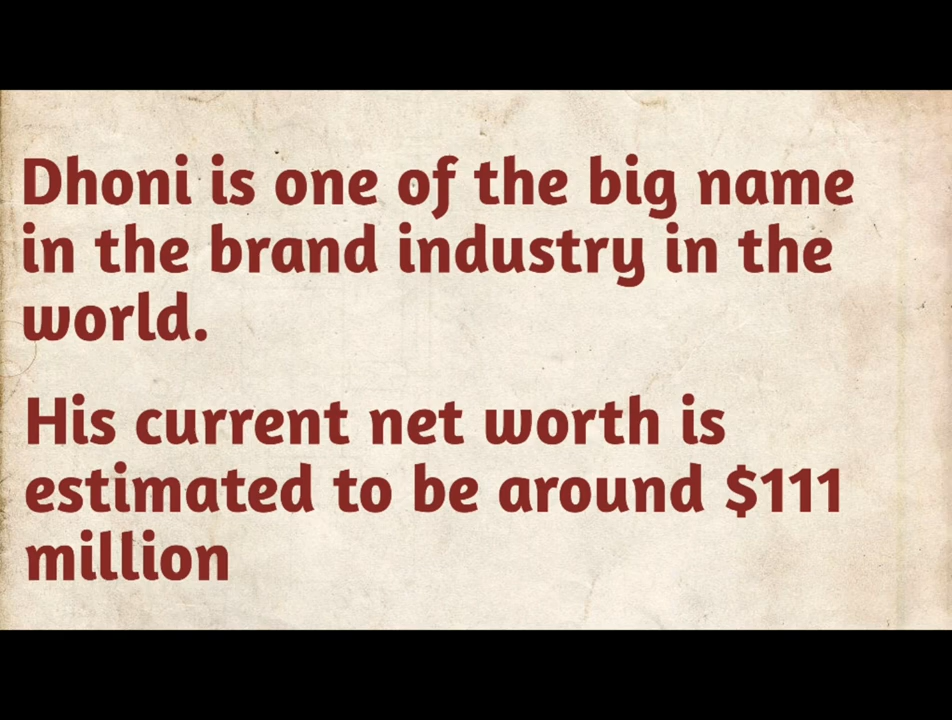 Dhoni is one of the big name
in the brand industry in the
world.
His current net worth is
estimated to be around $111
million